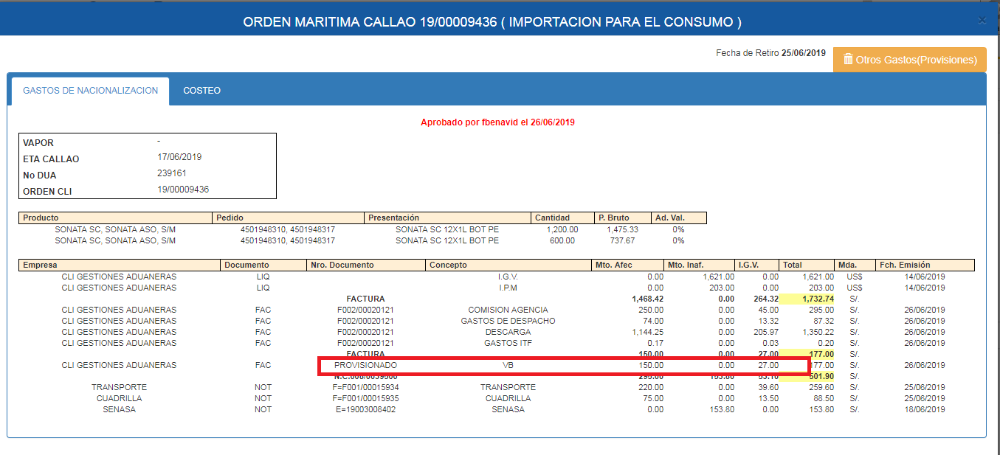 ORDEN MARITIMA CALLAO 19/00009436 ( IMPORTACION PARA EL CONSUMO ) ×
Fecha de Retiro 25/06/2019 Otros Gastos(Provisiones)
GASTOS DE NACIONALIZACION COSTEO
Aprobado por fbenavid el 26/06/2019
VAPOR -
ETA CALLAO 17/06/2019
No DUA 239161
ORDEN CLI 19/00009436
Producto Pedido Presentación Cantidad P. Bruto Ad. Val.
SONATA SC, SONATA ASO, S/M 4501948310, 4501948317 SONATA SC 12X1L BOT PE 1,200.00 1,475.33 0%
SONATA SC, SONATA ASO, S/M 4501948310, 4501948317 SONATA SC 12X1L BOT PE 600.00 737.67 0%
Empresa Documento Nro. Documento Concepto Mto. Afec Mto. Inaf. I.G.V. Total Mda. Fch. Emisión
CLI GESTIONES ADUANERAS LIQ I.G.V. 0.00 1,621.00 0.00 1,621.00 US$ 14/06/2019
CLI GESTIONES ADUANERAS LIQ I.P.M 0.00 203.00 0.00 203.00 US$ 14/06/2019
FACTURA 1,468.42 0.00 264.32 1,732.74 S/.
CLI GESTIONES ADUANERAS FAC F002/00020121 COMISION AGENCIA 250.00 0.00 45.00 295.00 S/. 26/06/2019
CLI GESTIONES ADUANERAS FAC F002/00020121 GASTOS DE DESPACHO 74.00 0.00 13.32 87.32 S/. 26/06/2019
CLI GESTIONES ADUANERAS FAC F002/00020121 DESCARGA 1,144.25 0.00 205.97 1,350.22 S/. 26/06/2019
CLI GESTIONES ADUANERAS FAC F002/00020121 GASTOS ITF 0.17 0.00 0.03 0.20 S/. 26/06/2019
FACTURA 150.00 0.00 27.00 177.00 S/.
CLI GESTIONES ADUANERAS FAC PROVISIONADO VB 150.00 0.00 27.00 177.00 S/. 26/06/2019
295.00 153.80 53.10 501.90 S/.
TRANSPORTE NOT F=F001/00015934 TRANSPORTE 220.00 0.00 39.60 259.60 S/. 25/06/2019
CUADRILLA NOT F=F001/00015935 CUADRILLA 75.00 0.00 13.50 88.50 S/. 25/06/2019
SENASA NOT E=19003008402 SENASA 0.00 153.80 0.00 153.80 S/. 18/06/2019